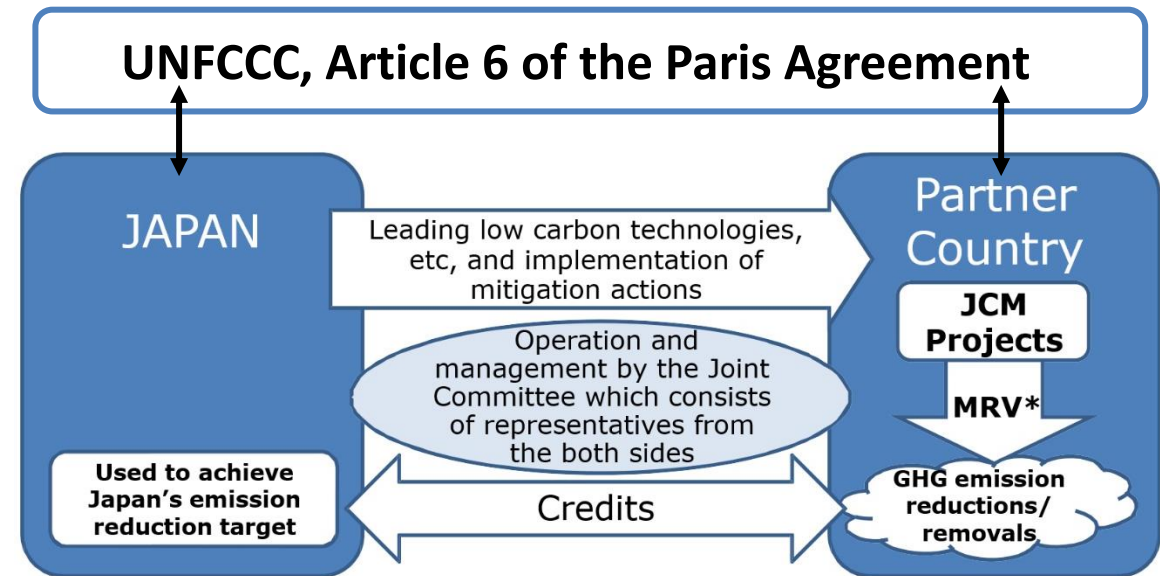 UNFCCC, Article 6 of the Paris Agreement
JAPAN
Leading low carbon technologies,
etc, and implementation of
mitigation actions
Partner
Country
JCM
Projects
Operation and
management by the Joint
Committee which consists
of representatives from
the both sides
MRV*
Used to achieve
Japan’s emission
reduction target
Credits
GHG emission
reductions/
removals